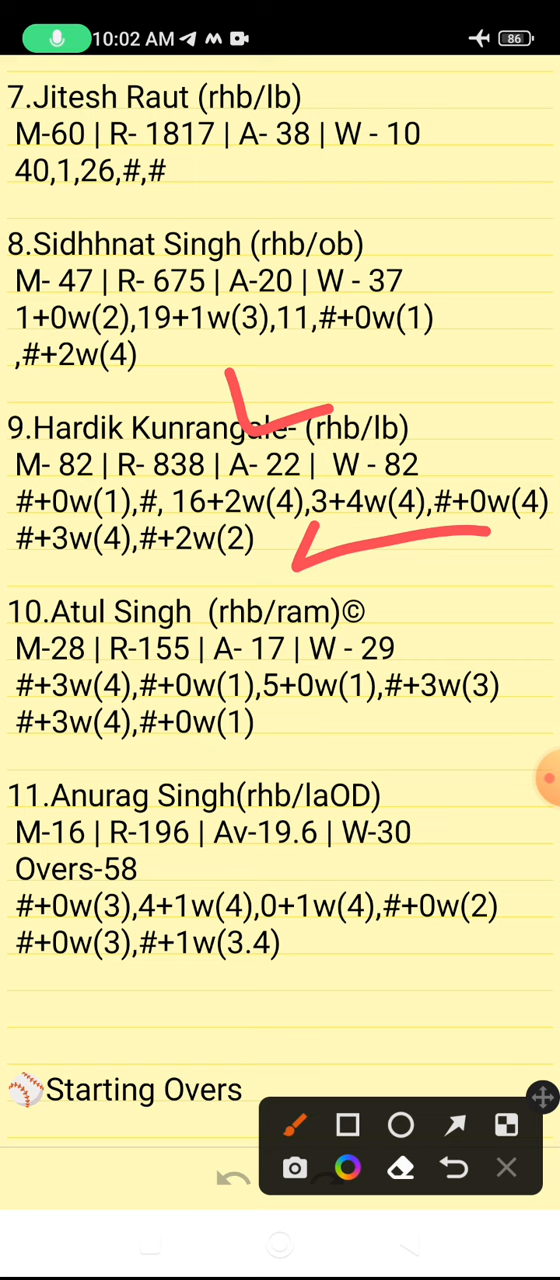 10:02 AM
86
7.Jitesh Raut (rhb/lb)
M-60 | R- 1817 | A- 38 | W - 10
40,1,26,#,#
8.Sidhhnat Singh (rhb/ob)
M- 47 | R- 675 | A-20 | W - 37
1+0w(2),19+1w(3),11,#+0w(1)
,#+2w(4)
9.Hardik Kunrangale- (rhb/lb)
M- 82 | R- 838 | A- 22 | W - 82
#+0w(1),#, 16+2w(4),3+4w(4),#+0w(4)
#+3w(4),#+2w(2)
10.Atul Singh (rhb/ram)©
M-28 | R-155 | A- 17 | W - 29
#+3w(4),#+0w(1),5+0w(1),#+3w(3)
#+3w(4),#+0w(1)
11.Anurag Singh(rhb/laOD)
M-16 | R-196 | Av-19.6 | W-30
Overs-58
#+0w(3),4+1w(4),0+1w(4),#+0w(2)
#+0w(3),#+1w(3.4)
⚾Starting Overs